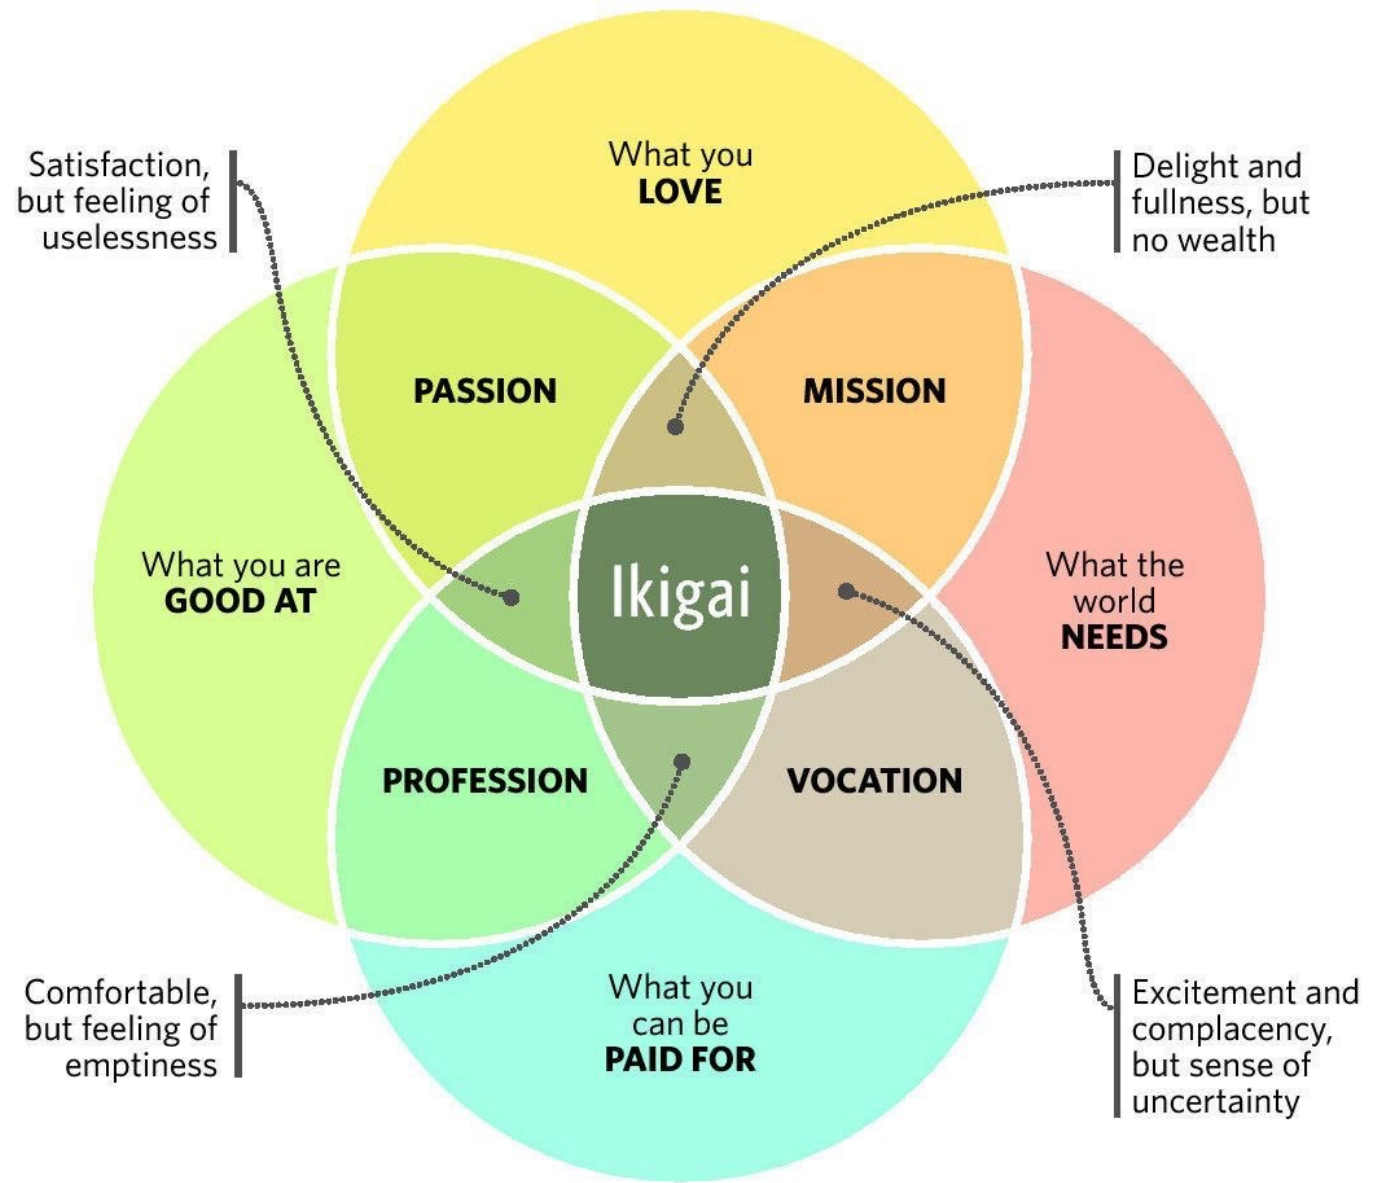 What you
LOVE
Satisfaction,
but feeling of
uselessness
Delight and
fullness, but
no wealth
PASSION
MISSION
What you are
GOOD AT
Ikigai
What the
world
NEEDS
PROFESSION
VOCATION
Comfortable,
but feeling of
emptiness
What you
can be
PAID FOR
Excitement and
complacency,
but sense of
uncertainty